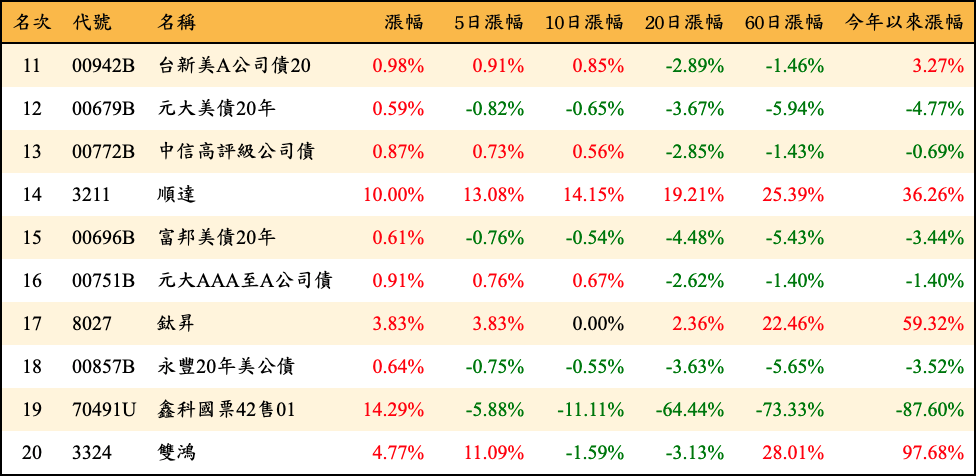 名次 代號 名稱 漲幅 5日漲幅 10日漲幅 20日漲幅 60日漲幅 今年以來漲幅
11 00942B 台新美A公司債20 0.98% 0.91% 0.85% -2.89% -1.46% 3.27%
12 00679B 元大美債20年 0.59% -0.82% -0.65% -3.67% -5.94% -4.77%
13 00772B 中信高評級公司債 0.87% 0.73% 0.56% -2.85% -1.43% -0.69%
14 3211 順達 10.00% 13.08% 14.15% 19.21% 25.39% 36.26%
15 00696B 富邦美債20年 0.61% -0.76% -0.54% -4.48% -5.43% -3.44%
16 00751B 元大AAA至A公司債 0.91% 0.76% 0.67% -2.62% -1.40% -1.40%
17 8027 鈦昇 3.83% 3.83% 0.00% 2.36% 22.46% 59.32%
18 00857B 永豐20年美公債 0.64% -0.75% -0.55% -3.63% -5.65% -3.52%
19 70491U 鑫科國票42售01 14.29% -5.88% -11.11% -64.44% -73.33% -87.60%
20 3324 雙鴻 4.77% 11.09% -1.59% -3.13% 28.01% 97.68%